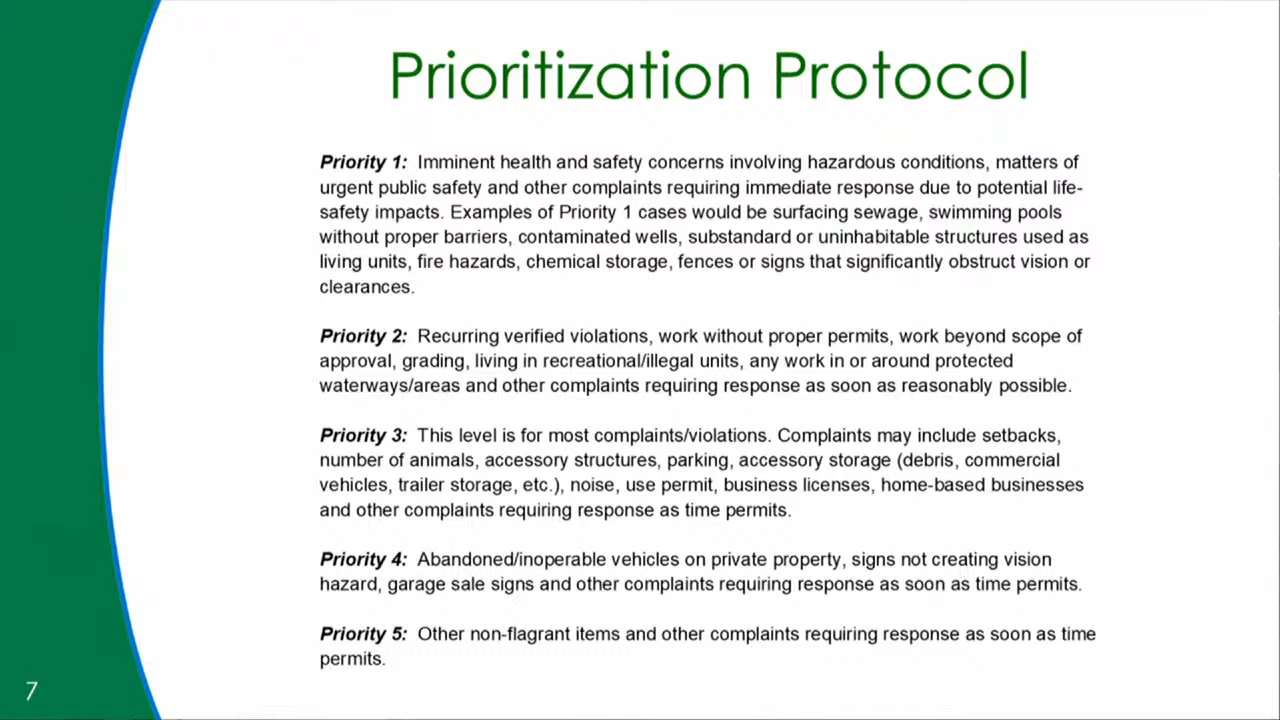 Prioritization Protocol
Priority 1: Imminent health and safety concerns involving hazardous conditions, matters of
urgent public safety and other complaints requiring immediate response due to potential life-
safety impacts. Examples of Priority 1 cases would be surfacing sewage, swimming pools
without proper barriers, contaminated wells, substandard or uninhabitable structures used as
living units, fire hazards, chemical storage, fences or signs that significantly obstruct vision or
clearances.
Priority 2: Recurring verified violations, work without proper permits, work beyond scope of
approval, grading, living in recreational/illegal units, any work in or around protected
waterways/areas and other complaints requiring response as soon as reasonably possible.
Priority 3: This level is for most complaints/violations. Complaints may include setbacks,
number of animals, accessory structures, parking, accessory storage (debris, commercial
vehicles, trailer storage, etc.), noise, use permit, business licenses, home-based businesses
and other complaints requiring response as time permits.
Priority 4: Abandoned/inoperable vehicles on private property, signs not creating vision
hazard, garage sale signs and other complaints requiring response as soon as time permits.
Priority 5: Other non-flagrant items and other complaints requiring response as soon as time
permits.
7